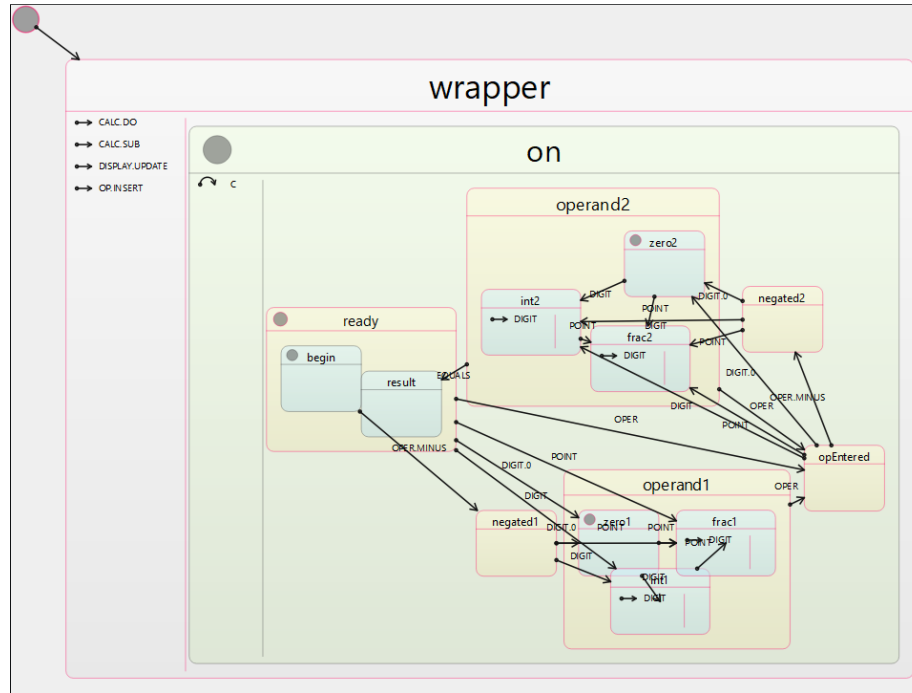 wrapper
CALC.DO
CALC.SUB
DISPLAY.UPDATE
OP.INSERT
on
C
operand2
zero2
DIGIT
DIGIT.0
int2
DIGIT
POINT
negated2
POINT
DIGIT
frac2
DIGIT
POINT
ready
begin
result
EQUALS
DIGIT.0
OPER.MINUS
DIGIT
OPER
POINT
OPER
OPER.MINUS
POINT
opEntered
DIGIT.0
DIGIT
operand1
OPER
negated1
DIGIT.0
zero1
POINT
POINT
frac1
POINT
DIGIT
DIGIT
DIGIT
int1
DIGIT